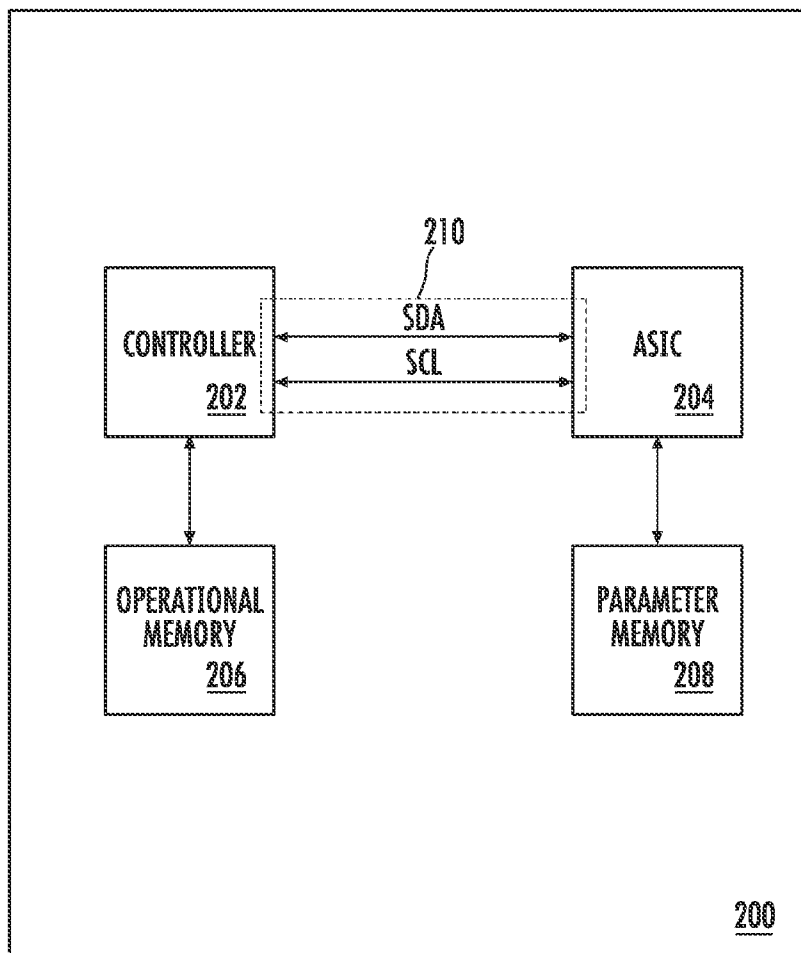 210
SDA
SCL
CONTROLLER
202
ASIC
204
OPERATIONAL
MEMORY
206
PARAMETER
MEMORY
208
200